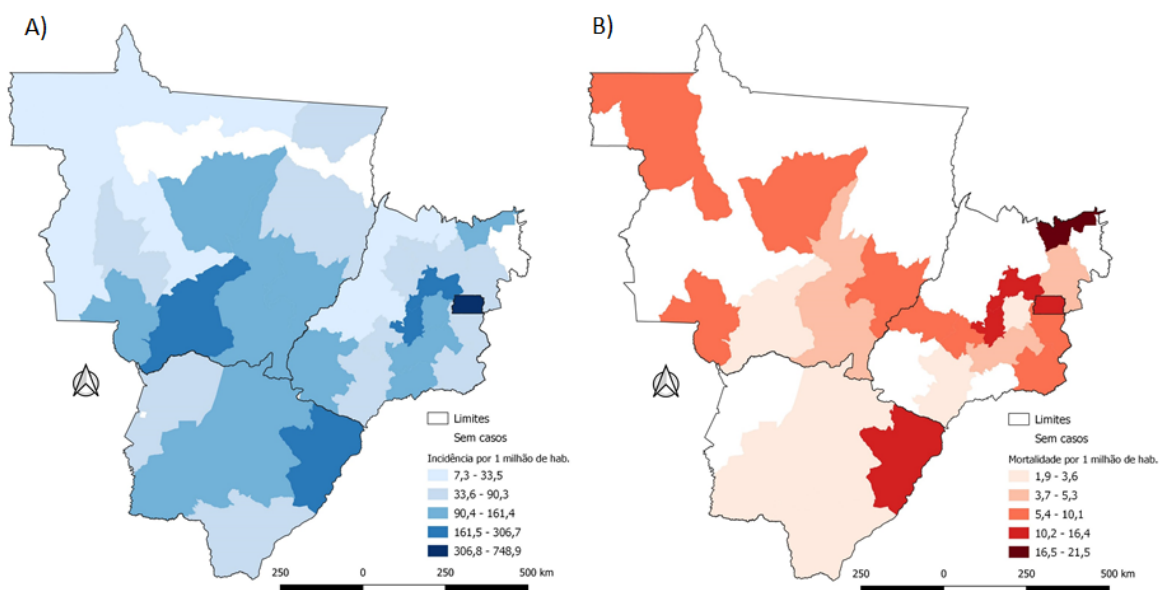 A)
Limites
Sem casos
Incidência por 1 milhão de hab.
7,3 - 33,5
33,6 - 90,3
90,4 - 161,4
161,5 - 306,7
306,8 - 748,9
250 0 250 500 km
B)
Limites
Sem casos
Mortalidade por 1 milhão de hab.
1,9 - 3,6
3,7 - 5,3
5,4 - 10,1
10,2 - 16,4
16,5 - 21,5
250 0 250 500 km